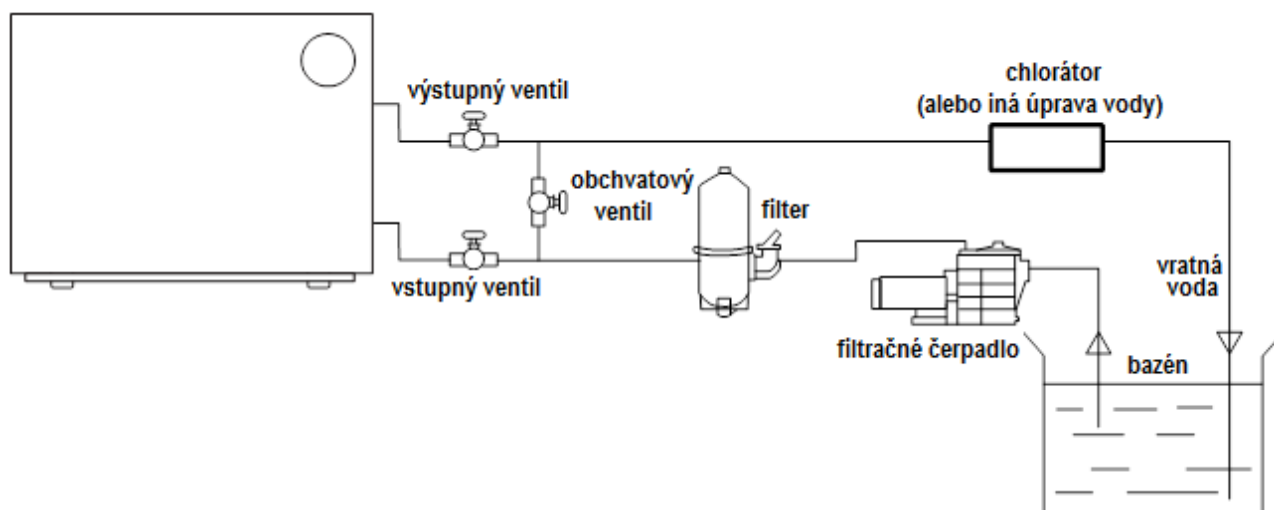 chlorátor
(alebo iná úprava vody)
výstupný ventil
obchvatový
ventil
filter
vstupný ventil
vratná
voda
filtračné čerpadlo
bazén